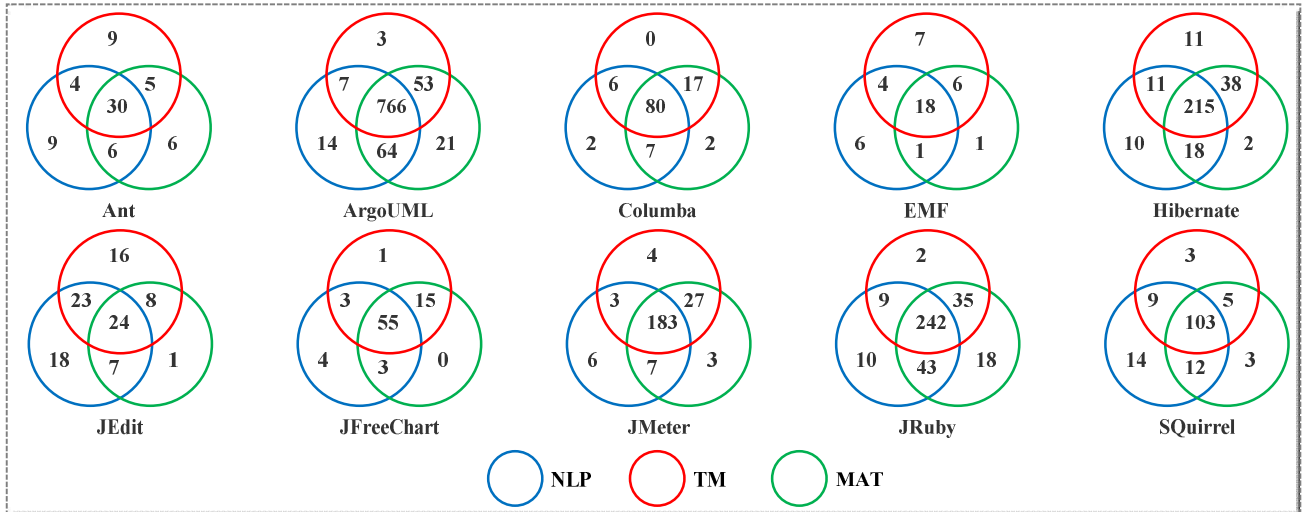 9 3 0 7 11
4 5 7 53 6 17 4 6 11 38
30 766 80 18 215
9 6 6 14 64 21 2 7 2 6 1 1 10 18 2
Ant ArgoUML Columba EMF Hibernate
16 1 4 2 3
23 8 3 15 3 27 9 35 9 5
24 55 183 242 103
18 7 1 4 3 0 6 7 3 10 43 18 14 12 3
JEdit JFreeChart JMeter JRuby SQuirrel
NLP TM MAT